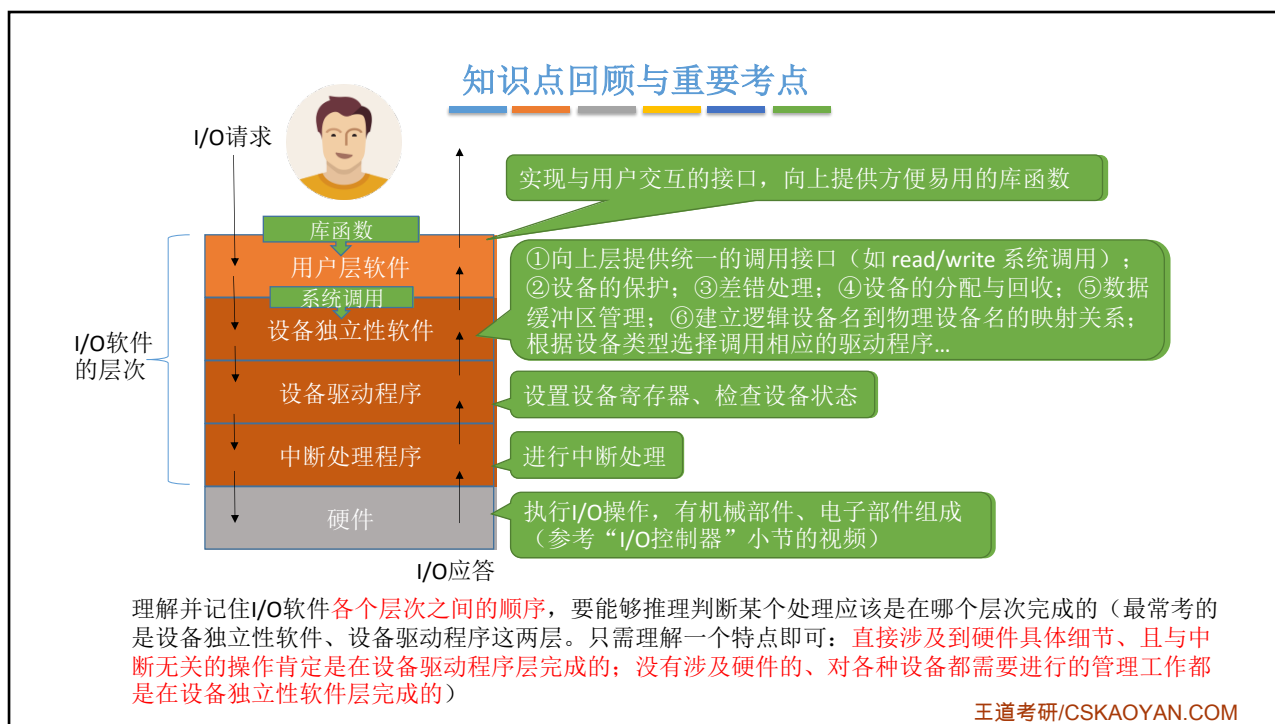 知识点回顾与重要考点
I/O请求
实现与用户交互的接口，向上提供方便易用的库函数
库函数
用户层软件
①向上层提供统一的调用接口（如 read/write 系统调用）；
②设备的保护；③差错处理；④设备的分配与回收；⑤数据
缓冲区管理；⑥建立逻辑设备名到物理设备名的映射关系；
根据设备类型选择调用相应的驱动程序...
系统调用
设备独立性软件
I/O软件
的层次
设备驱动程序
设置设备寄存器、检查设备状态
中断处理程序
进行中断处理
硬件
执行I/O操作，有机械部件、电子部件组成
（参考“I/O控制器”小节的视频）
I/O应答
理解并记住I/O软件各个层次之间的顺序，要能够推理判断某个处理应该是在哪个层次完成的（最常考的
是设备独立性软件、设备驱动程序这两层。只需理解一个特点即可：直接涉及到硬件具体细节、且与中
断无关的操作肯定是在设备驱动程序层完成的；没有涉及硬件的、对各种设备都需要进行的管理工作都
是在设备独立性软件层完成的）
王道考研/CSKAOYAN.COM